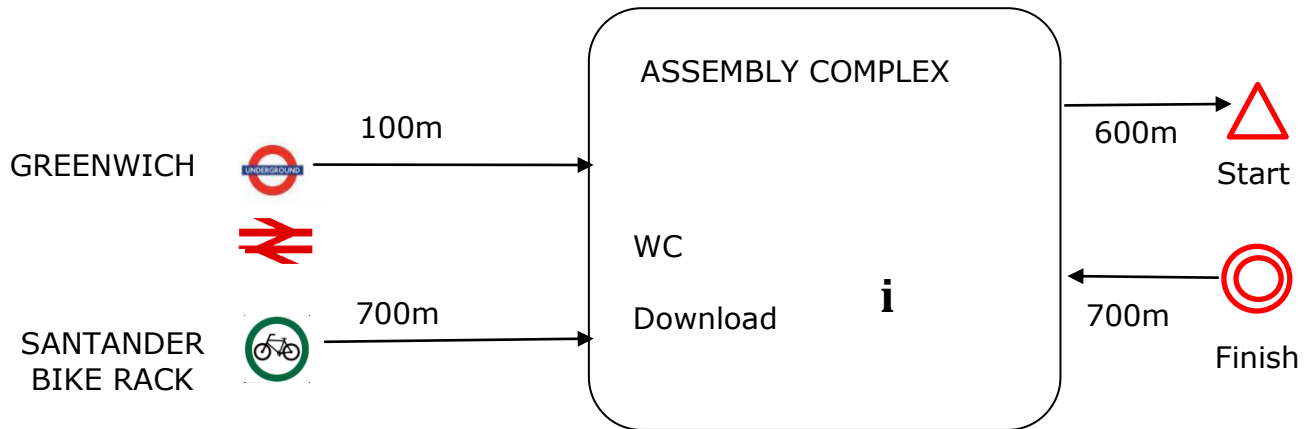 ASSEMBLY COMPLEX
100m
600m
GREENWICH
UNDERGROUND
Start
WC
i
700m
Download
700m
SANTANDER
BIKE RACK
Finish